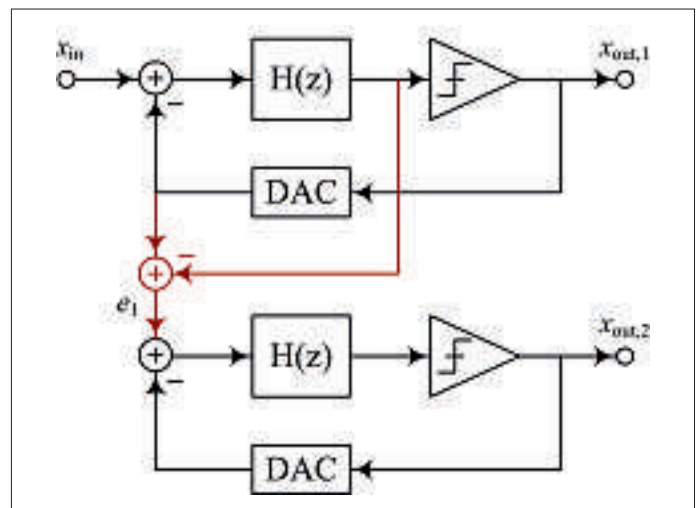 x_in
H(z)
x_out,1
DAC
e_1
H(z)
x_out,2
DAC